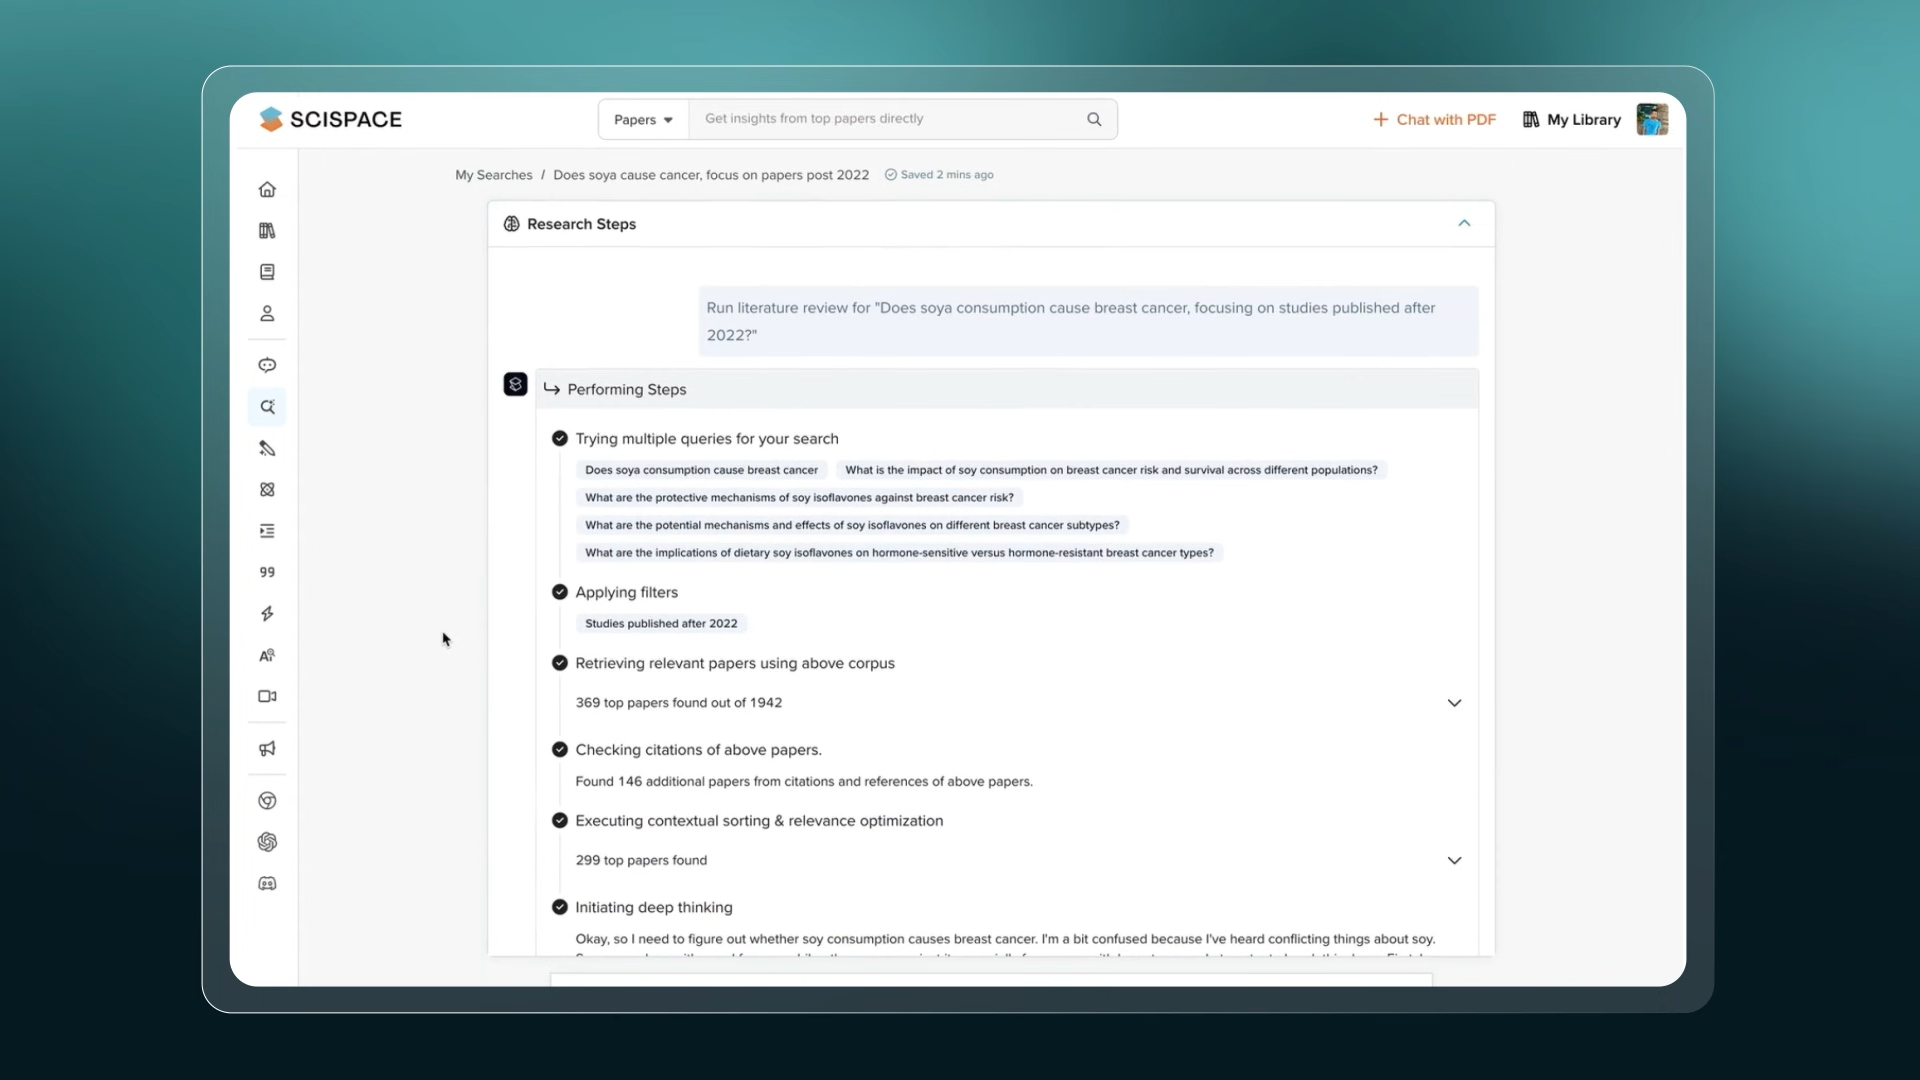 SCISPACE
Papers
Get insights from top papers directly
Chat with PDF
My Library
My Searches / Does soya cause cancer, focus on papers post 2022
Saved 2 mins ago
Research Steps
Run literature review for "Does soya consumption cause breast cancer, focusing on studies published after
2022?"
Performing Steps
Trying multiple queries for your search
Does soya consumption cause breast cancer
What is the impact of soy consumption on breast cancer risk and survival across different populations?
What are the protective mechanisms of soy isoflavones against breast cancer risk?
What are the potential mechanisms and effects of soy isoflavones on different breast cancer subtypes?
What are the implications of dietary soy isoflavones on hormone-sensitive versus hormone-resistant breast cancer types?
Applying filters
Studies published after 2022
Retrieving relevant papers using above corpus
369 top papers found out of 1942
Checking citations of above papers.
Found 146 additional papers from citations and references of above papers.
Executing contextual sorting & relevance optimization
299 top papers found
Initiating deep thinking
Okay, so I need to figure out whether soy consumption causes breast cancer. I'm a bit confused because I've heard conflicting things about soy.